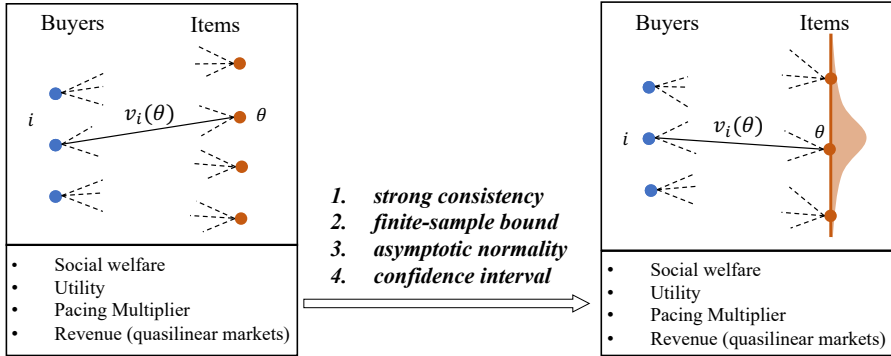 Buyers Items
i
v_i(θ)
θ
• Social welfare
• Utility
• Pacing Multiplier
• Revenue (quasilinear markets)
1. strong consistency
2. finite-sample bound
3. asymptotic normality
4. confidence interval
Buyers Items
i
v_i(θ)
θ
• Social welfare
• Utility
• Pacing Multiplier
• Revenue (quasilinear markets)